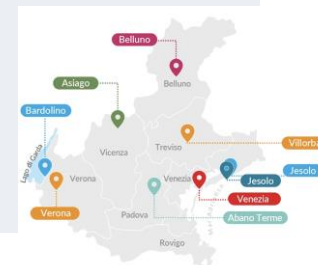 Belluno
Belluno
Asiago
Bardolino
Villorba
Treviso
Lago di Garda
Vicenza
Jesolo
Verona
Venezia
Jesolo
Venezia
Verona
Padova
Abano Terme
Rovigo